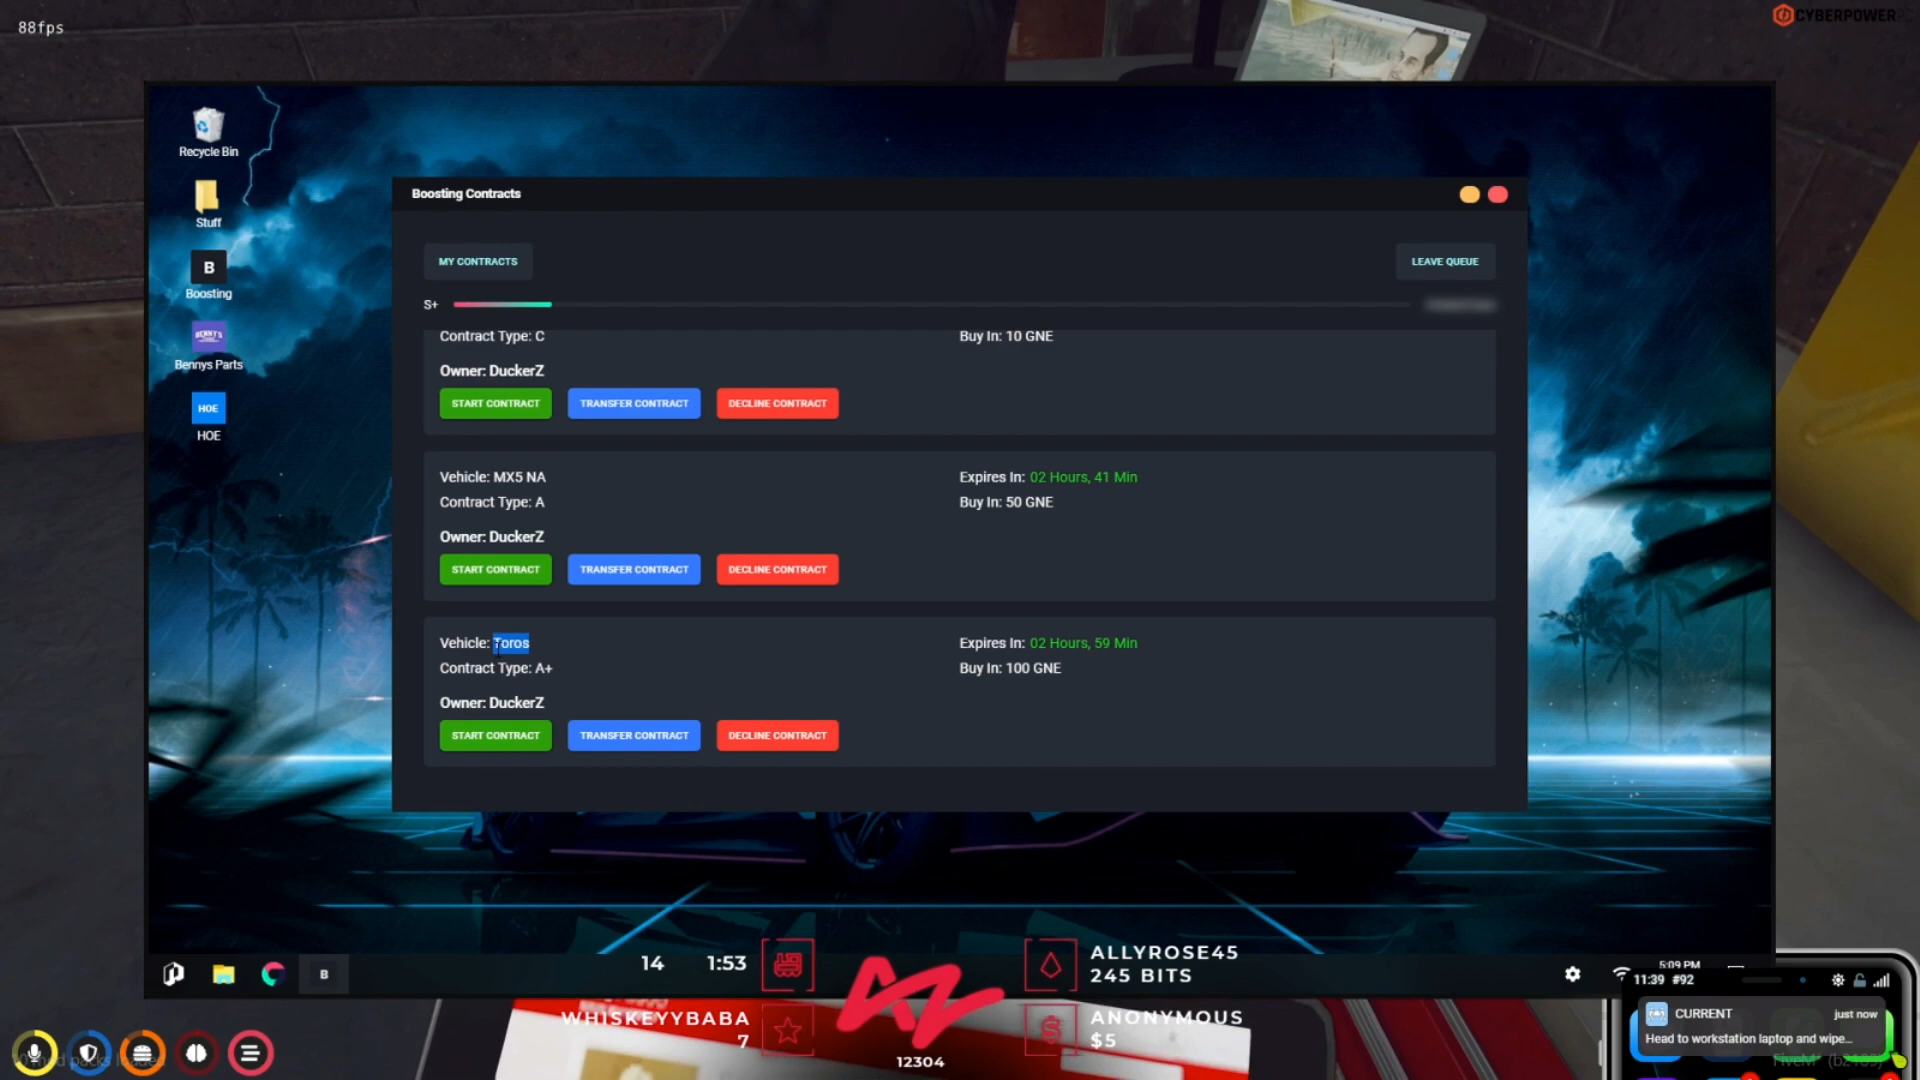 88fps
CYBERPOWER
Recycle Bin
Stuff
B
Boosting
BENNY'S
Bennys Parts
HOE
HOE
Boosting Contracts
MY CONTRACTS
LEAVE QUEUE
S+
Contract Type: C
Buy In: 10 GNE
Owner: DuckerZ
START CONTRACT
TRANSFER CONTRACT
DECLINE CONTRACT
Vehicle: MX5 NA
Expires In: 02 Hours, 41 Min
Contract Type: A
Buy In: 50 GNE
Owner: DuckerZ
START CONTRACT
TRANSFER CONTRACT
DECLINE CONTRACT
Vehicle: Toros
Expires In: 02 Hours, 59 Min
Contract Type: A+
Buy In: 100 GNE
Owner: DuckerZ
START CONTRACT
TRANSFER CONTRACT
DECLINE CONTRACT
B
14
1:53
ALLYROSE45
245 BITS
WHISKEYYBABA
7
ANONYMOUS
$5
12304
5:09 PM
11:39 #92
CURRENT
just now
Head to workstation laptop and wipe...
FiveM